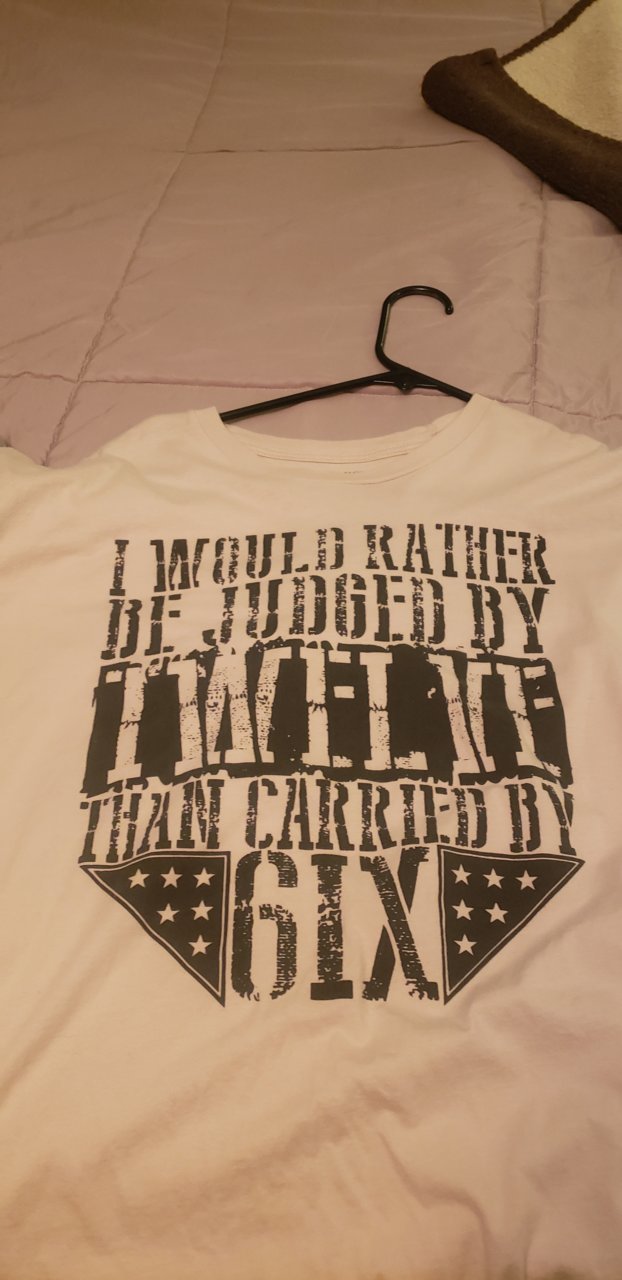 I WOULD RATHER
BE JUDGED BY
TWELVE
THAN CARRIED BY
6IX